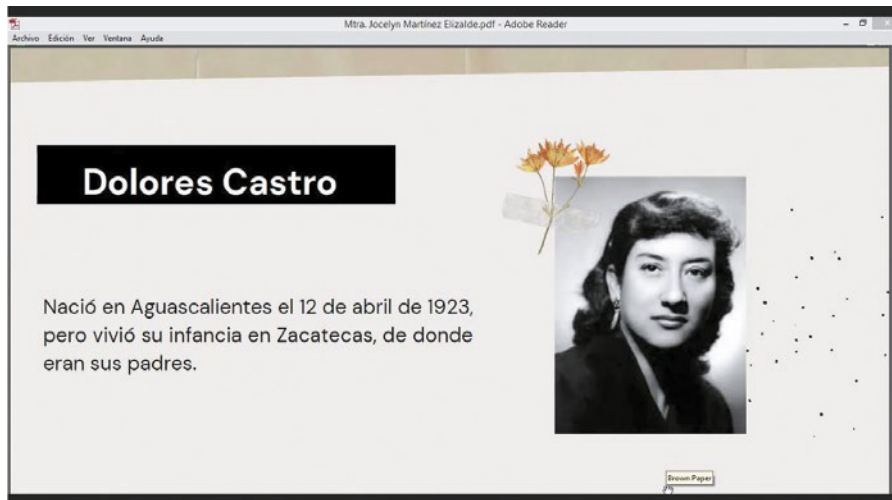 Mtra. Jocelyn Martínez Elizalde.pdf - Adobe Reader
Archivo Edición Ver Ventana Ayuda
Dolores Castro
Nació en Aguascalientes el 12 de abril de 1923,
pero vivió su infancia en Zacatecas, de donde
eran sus padres.
Brown Paper